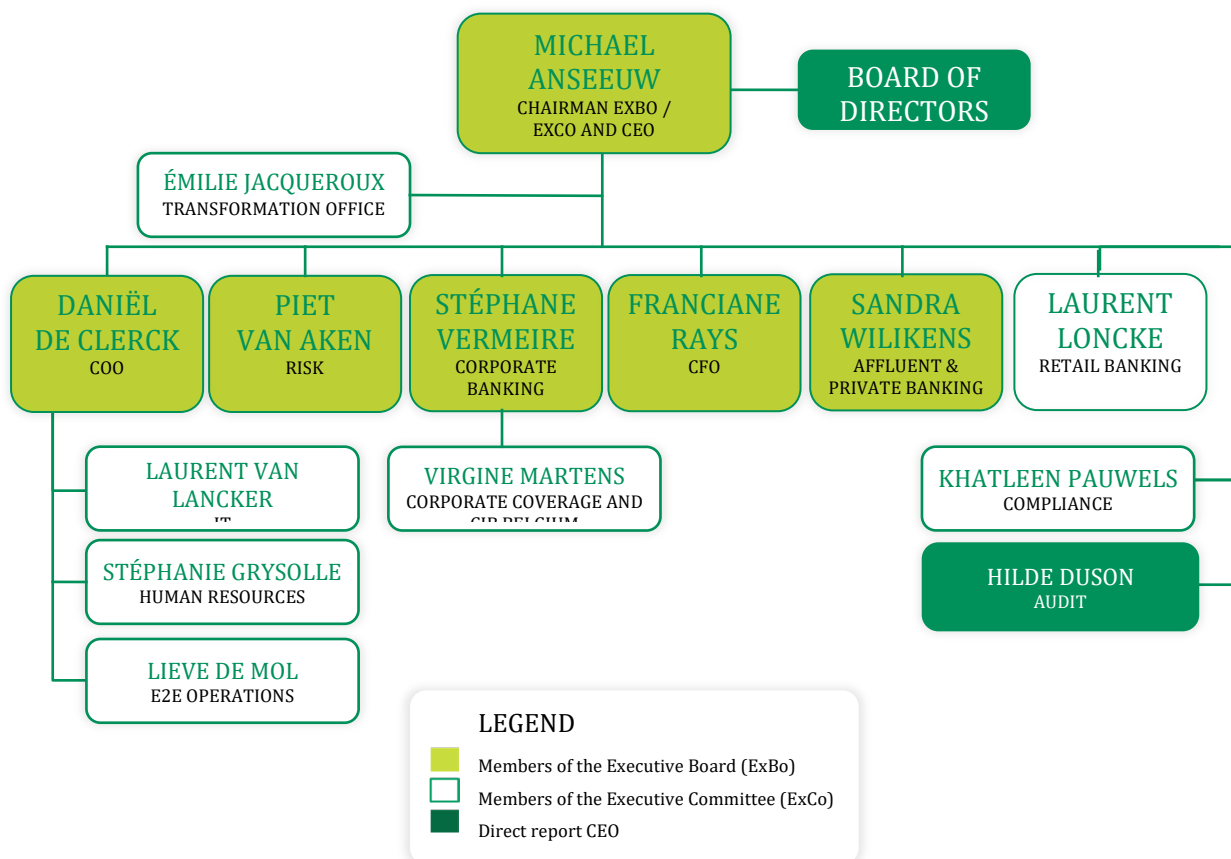 MICHAEL
ANSEEUW
CHAIRMAN EXBO /
EXCO AND CEO
BOARD OF
DIRECTORS
ÉMILIE JACQUEROUX
TRANSFORMATION OFFICE
DANIËL
DE CLERCK
COO
PIET
VAN AKEN
RISK
STÉPHANE
VERMEIRE
CORPORATE
BANKING
FRANCIANE
RAYS
CFO
SANDRA
WILIKENS
AFFLUENT &
PRIVATE BANKING
LAURENT
LONCKE
RETAIL BANKING
LAURENT VAN
LANCKER
IT
STÉPHANIE GRYSOLLE
HUMAN RESOURCES
LIEVE DE MOL
E2E OPERATIONS
VIRGINE MARTENS
CORPORATE COVERAGE AND
CIB BELGIUM
KHATLEEN PAUWELS
COMPLIANCE
HILDE DUSON
AUDIT
LEGEND
Members of the Executive Board (ExBo)
Members of the Executive Committee (ExCo)
Direct report CEO